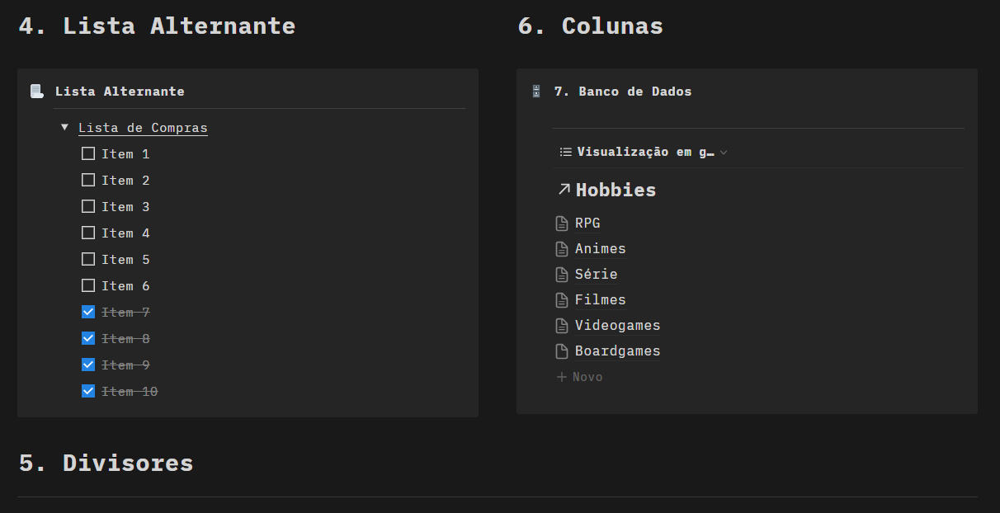 4. Lista Alternante
Lista Alternante
Lista de Compras
Item 1
Item 2
Item 3
Item 4
Item 5
Item 6
Item 7
Item 8
Item 9
Item 10
6. Colunas
7. Banco de Dados
Visualização em g…
Hobbies
RPG
Animes
Série
Filmes
Videogames
Boardgames
+ Novo
5. Divisores